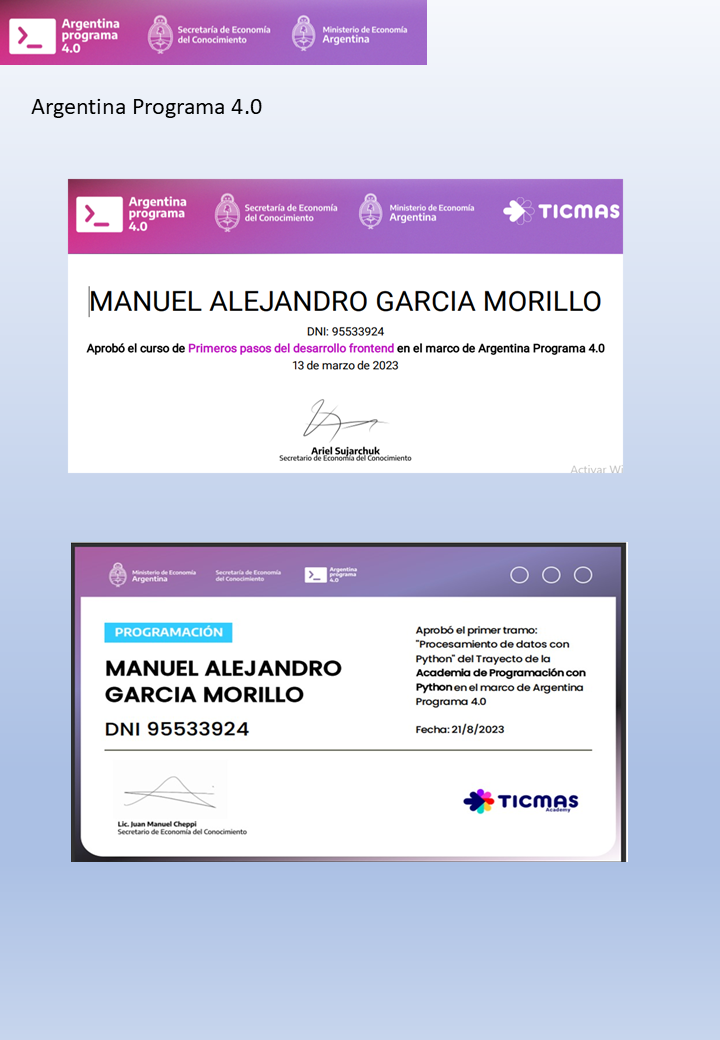 Argentina
programa
4.0
Secretaría de Economía
del Conocimiento
Ministerio de Economía
Argentina
Argentina Programa 4.0
Argentina
programa
4.0
Secretaría de Economía
del Conocimiento
Ministerio de Economía
Argentina
TICMAS
MANUEL ALEJANDRO GARCIA MORILLO
DNI: 95533924
Aprobó el curso de Primeros pasos del desarrollo frontend en el marco de Argentina Programa 4.0
13 de marzo de 2023
Ariel Sujarchuk
Secretario de Economía del Conocimiento
Activar Wi
Ministerio de Economía
Argentina
Secretaría de Economía
del Conocimiento
Argentina
programa
4.0
PROGRAMACIÓN
MANUEL ALEJANDRO
GARCIA MORILLO
DNI 95533924
Aprobó el primer tramo:
"Procesamiento de datos con
Python" del Trayecto de la
Academia de Programación con
Python en el marco de Argentina
Programa 4.0
Fecha: 21/8/2023
Lic. Juan Manuel Cheppi
Secretario de Economía del Conocimiento
TICMAS
Academy